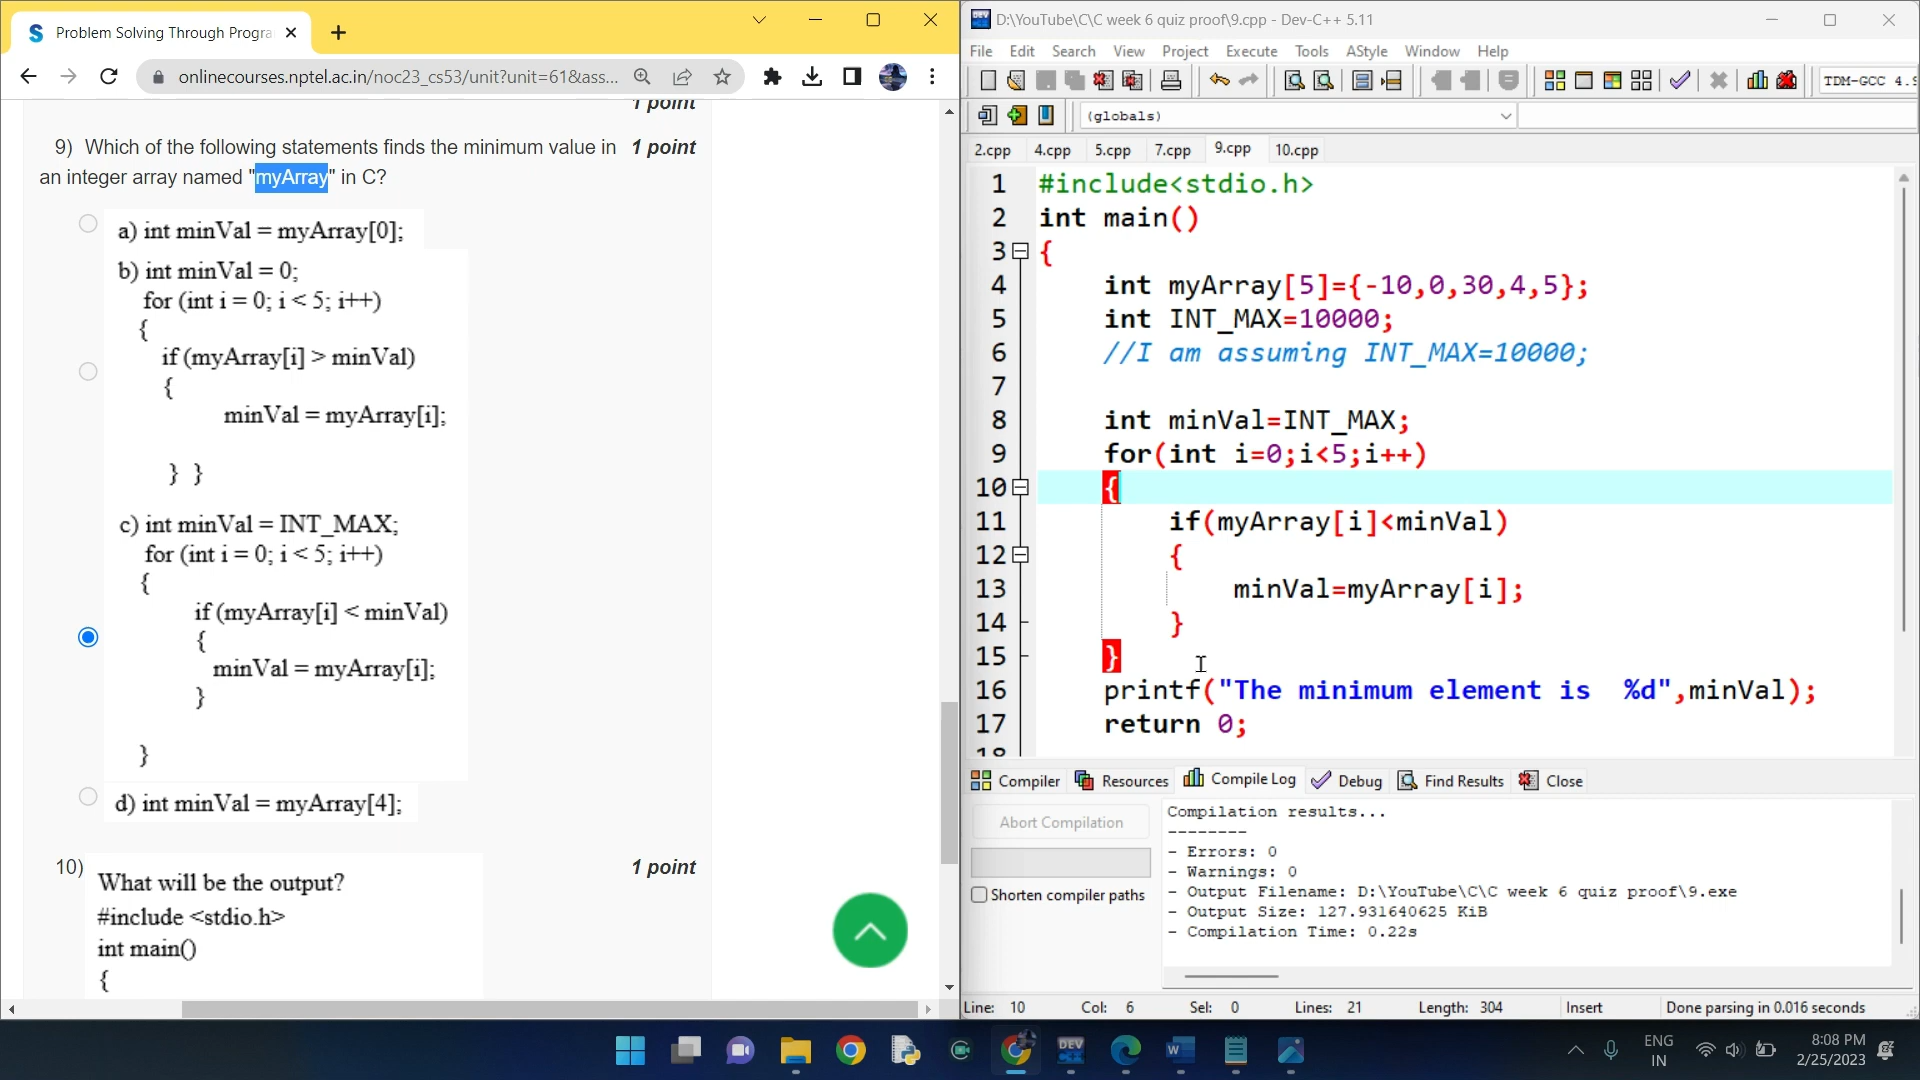 Problem Solving Through Progra
onlinecourses.nptel.ac.in/noc23_cs53/unit?unit=61&ass...
1 point
9) Which of the following statements finds the minimum value in 1 point
an integer array named "myArray" in C?
a) int minVal = myArray[0];
b) int minVal = 0;
for (int i = 0; i < 5; i++)
{
if (myArray[i] > minVal)
{
minVal = myArray[i];
} }
c) int minVal = INT_MAX;
for (int i = 0; i < 5; i++)
{
if (myArray[i] < minVal)
{
minVal = myArray[i];
}
}
d) int minVal = myArray[4];
10) What will be the output? 1 point
#include <stdio.h>
int main()
{
D:\YouTube\C\C week 6 quiz proof\9.cpp - Dev-C++ 5.11
File Edit Search View Project Execute Tools AStyle Window Help
TDM-GCC 4.9
(globals)
2.cpp 4.cpp 5.cpp 7.cpp 9.cpp 10.cpp
1 #include<stdio.h>
2 int main()
3 {
4 int myArray[5]={-10,0,30,4,5};
5 int INT_MAX=10000;
6 //I am assuming INT_MAX=10000;
7
8 int minVal=INT_MAX;
9 for(int i=0;i<5;i++)
10 {
11 if(myArray[i]<minVal)
12 {
13 minVal=myArray[i];
14 }
15 }
16 printf("The minimum element is  %d",minVal);
17 return 0;
18
Compiler Resources Compile Log Debug Find Results Close
Abort Compilation
Shorten compiler paths
Compilation results...
--------
- Errors: 0
- Warnings: 0
- Output Filename: D:\YouTube\C\C week 6 quiz proof\9.exe
- Output Size: 127.931640625 KiB
- Compilation Time: 0.22s
Line: 10 Col: 6 Sel: 0 Lines: 21 Length: 304 Insert Done parsing in 0.016 seconds
DEV
ENG
IN
8:08 PM
2/25/2023